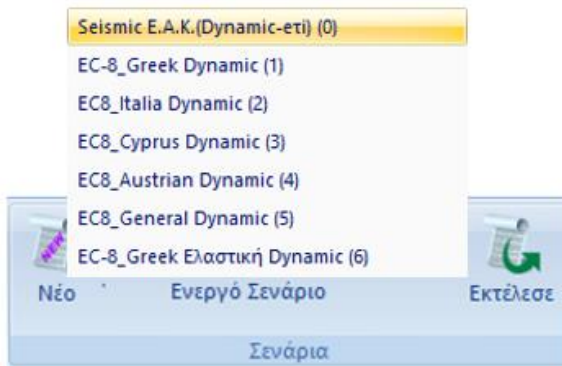 Seismic E.A.K.(Dynamic-ετι) (0)
EC-8_Greek Dynamic (1)
EC8_Italia Dynamic (2)
EC8_Cyprus Dynamic (3)
EC8_Austrian Dynamic (4)
EC8_General Dynamic (5)
EC-8_Greek Ελαστική Dynamic (6)
NEW
Νέο Ενεργό Σενάριο Εκτέλεσε
Σενάρια